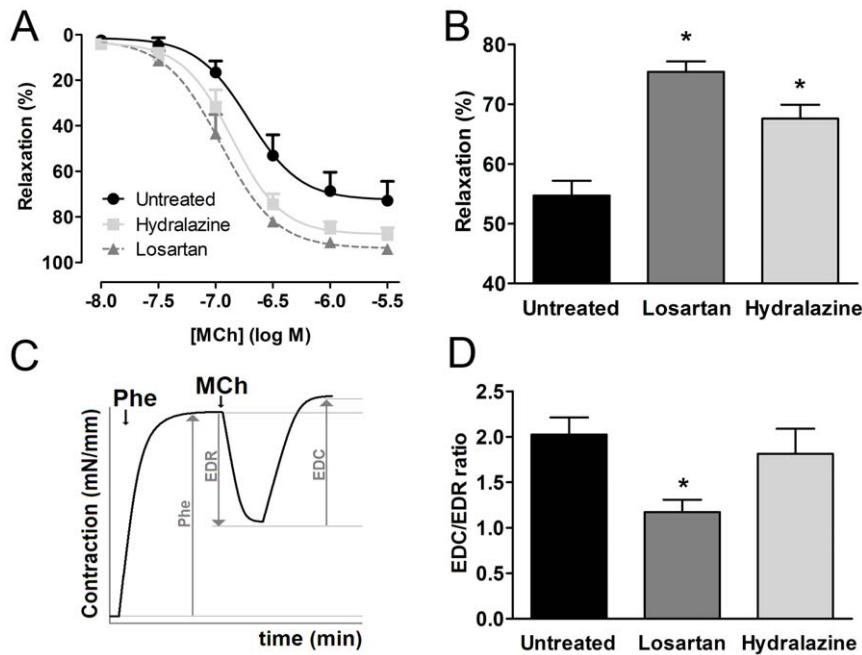 A
0
20
40
60
80
100
Relaxation (%)
Untreated
Hydralazine
Losartan
-8.0 -7.5 -7.0 -6.5 -6.0 -5.5
[MCh] (log M)
B
80
70
60
50
40
Relaxation (%)
*
*
Untreated Losartan Hydralazine
C
Phe
MCh
Contraction (mN/mm)
Phe
EDR
EDC
time (min)
D
2.5
2.0
1.5
1.0
0.5
0.0
EDC/EDR ratio
*
Untreated Losartan Hydralazine